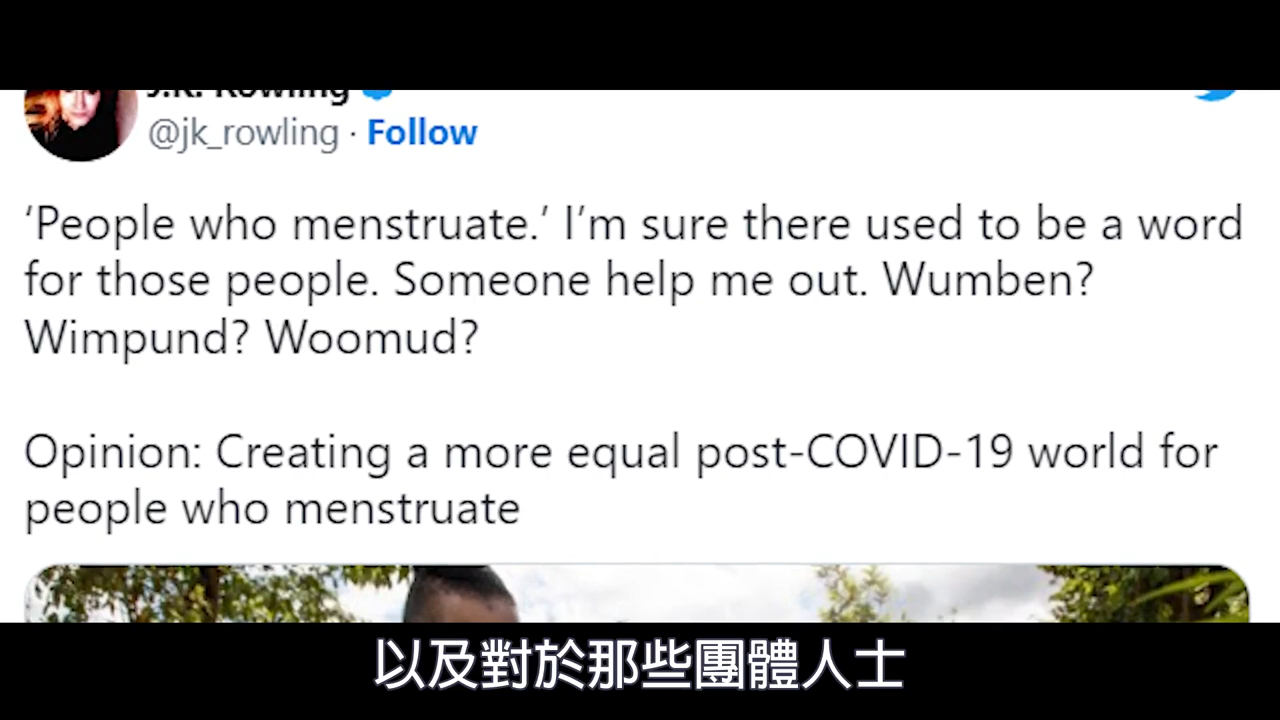 J.K. Rowling
@jk_rowling · Follow
‘People who menstruate.’ I’m sure there used to be a word
for those people. Someone help me out. Wumben?
Wimpund? Woomud?
Opinion: Creating a more equal post-COVID-19 world for
people who menstruate
以及對於那些團體人士